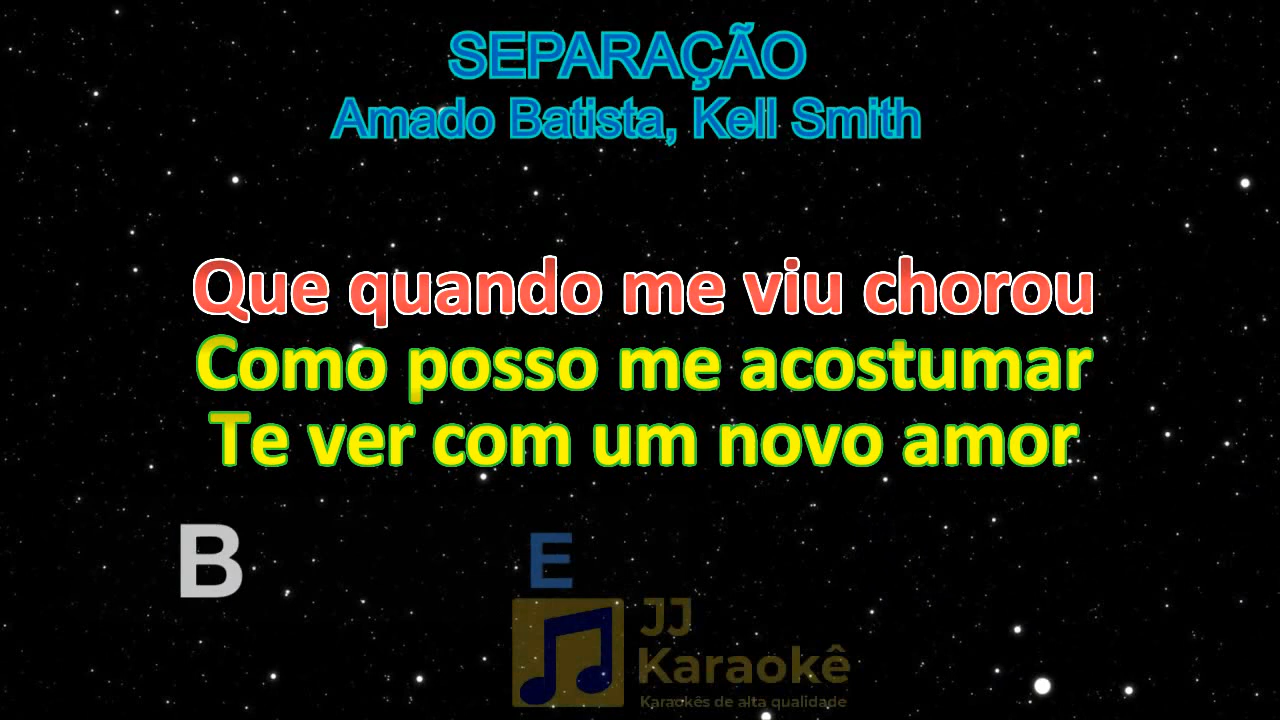 SEPARAÇÃO
Amado Batista, Kell Smith
Que quando me viu chorou
Como posso me acostumar
Te ver com um novo amor
B E
JJ
Karaokê
Karaokês de alta qualidade